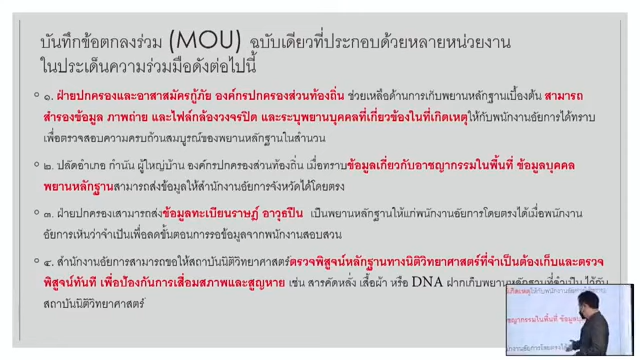 บันทึกข้อตกลงร่วม (MOU) ฉบับเดียวที่ประกอบด้วยหลายหน่วยงาน
ในประเด็นความร่วมมือดังต่อไปนี้
๑. ฝ่ายปกครองและอาสาสมัครกู้ภัย องค์กรปกครองส่วนท้องถิ่น ช่วยเหลือด้านการเก็บพยานหลักฐานเบื้องต้น สามารถ
สำรองข้อมูล ภาพถ่าย และไฟล์กล้องวงจรปิด และระบุพยานบุคคลที่เกี่ยวข้องในที่เกิดเหตุให้กับพนักงานอัยการได้ทราบ
เพื่อตรวจสอบความครบถ้วนสมบูรณ์ของพยานหลักฐานในสำนวน
๒. ปลัดอำเภอ กำนัน ผู้ใหญ่บ้าน องค์กรปกครองส่วนท้องถิ่น เมื่อทราบข้อมูลเกี่ยวกับอาชญากรรมในพื้นที่ ข้อมูลบุคคล
พยานหลักฐานสามารถส่งข้อมูลให้สำนักงานอัยการจังหวัดได้โดยตรง
๓. ฝ่ายปกครองสามารถส่งข้อมูลทะเบียนราษฎร์ อาวุธปืน เป็นพยานหลักฐานให้แก่พนักงานอัยการโดยตรงได้เมื่อพนักงาน
อัยการเห็นว่าจำเป็นเพื่อลดขั้นตอนการรอข้อมูลจากพนักงานสอบสวน
๔. สำนักงานอัยการสามารถขอให้สถาบันนิติวิทยาศาสตร์ตรวจพิสูจน์หลักฐานทางนิติวิทยาศาสตร์ที่จำเป็นต้องเก็บและตรวจ
พิสูจน์ทันที เพื่อป้องกันการเสื่อมสภาพและสูญหาย เช่น สารคัดหลั่ง เสื้อผ้า หรือ DNA ฝากเก็บพยานหลักฐานที่จำเป็น ไว้กับ
สถาบันนิติวิทยาศาสตร์